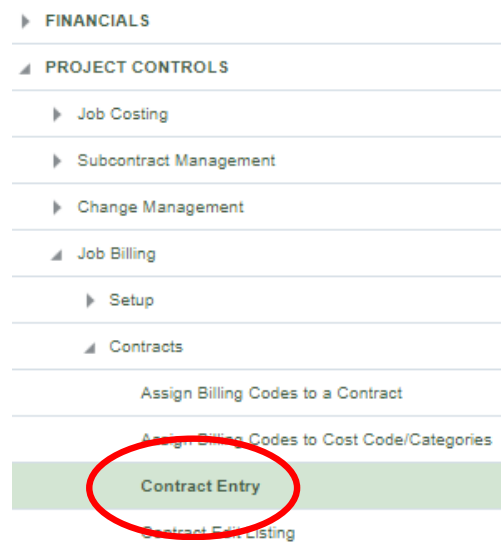 FINANCIALS
PROJECT CONTROLS
Job Costing
Subcontract Management
Change Management
Job Billing
Setup
Contracts
Assign Billing Codes to a Contract
Assign Billing Codes to Cost Code/Categories
Contract Entry
Contract Edit Listing